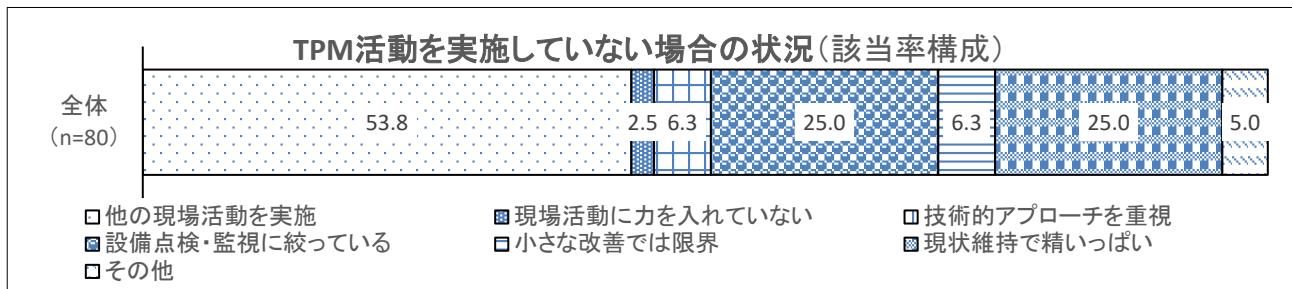 TPM活動を実施していない場合の状況(該当率構成)
全体
(n=80)
53.8 2.5 6.3 25.0 6.3 25.0 5.0
他の現場活動を実施 現場活動に力を入れていない 技術的アプローチを重視
設備点検・監視に絞っている 小さな改善では限界 現状維持で精いっぱい
その他